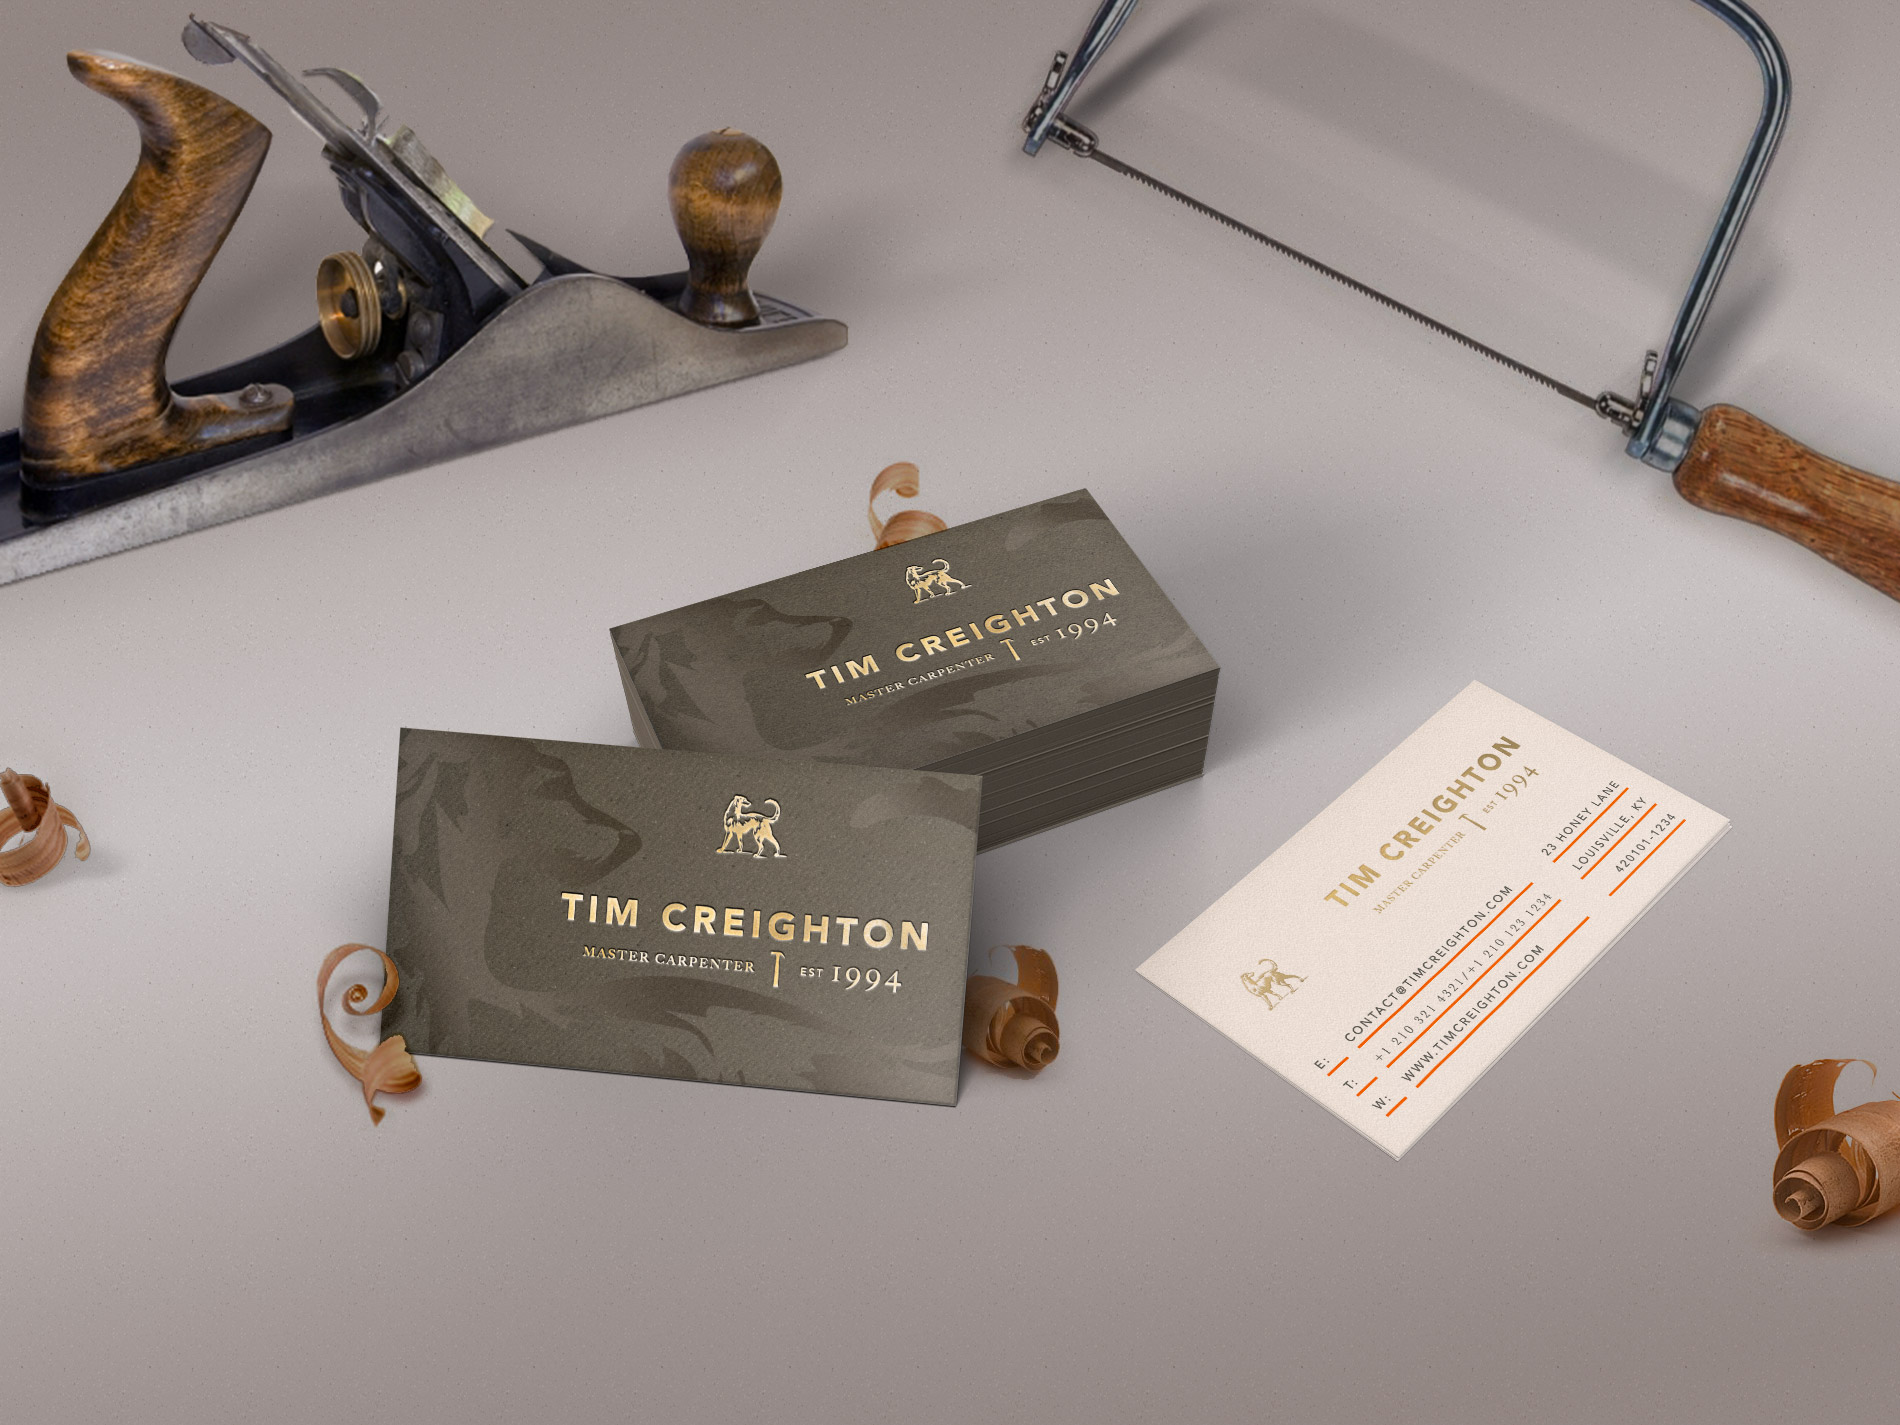 TIM CREIGHTON
MASTER CARPENTER EST 1994
TIM CREIGHTON
MASTER CARPENTER EST 1994
TIM CREIGHTON
MASTER CARPENTER EST 1994
E: CONTACT@TIMCREIGHTON.COM 23 HONEY LANE
T: +1 210 321 4321/+1 210 123 1234 LOUISVILLE, KY
W: WWW.TIMCREIGHTON.COM 420101-1234